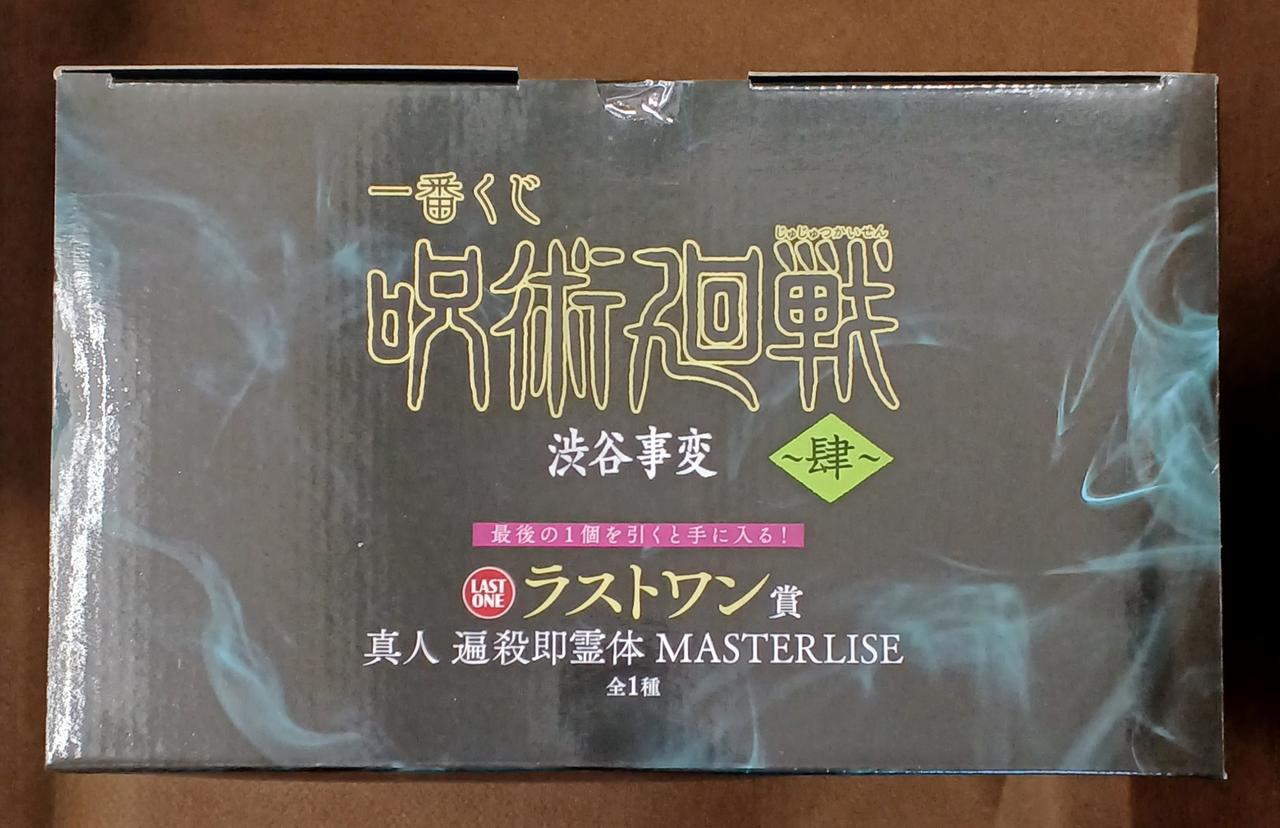 一番くじ
じゅじゅつかいせん
呪術廻戦
渋谷事変 ～肆～
最後の1個を引くと手に入る！
LAST ONE ラストワン賞
真人 遍殺即霊体 MASTERLISE
全1種